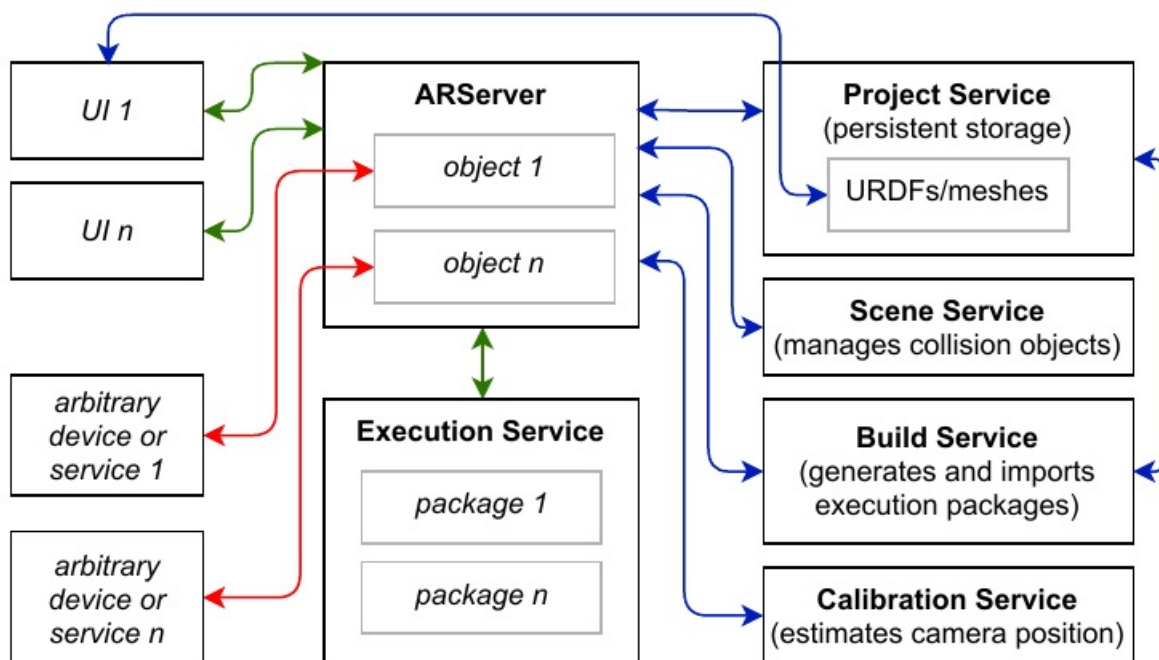 UI 1
UI n
arbitrary
device or
service 1
arbitrary
device or
service n
ARServer
object 1
object n
Execution Service
package 1
package n
Project Service
(persistent storage)
URDFs/meshes
Scene Service
(manages collision objects)
Build Service
(generates and imports
execution packages)
Calibration Service
(estimates camera position)